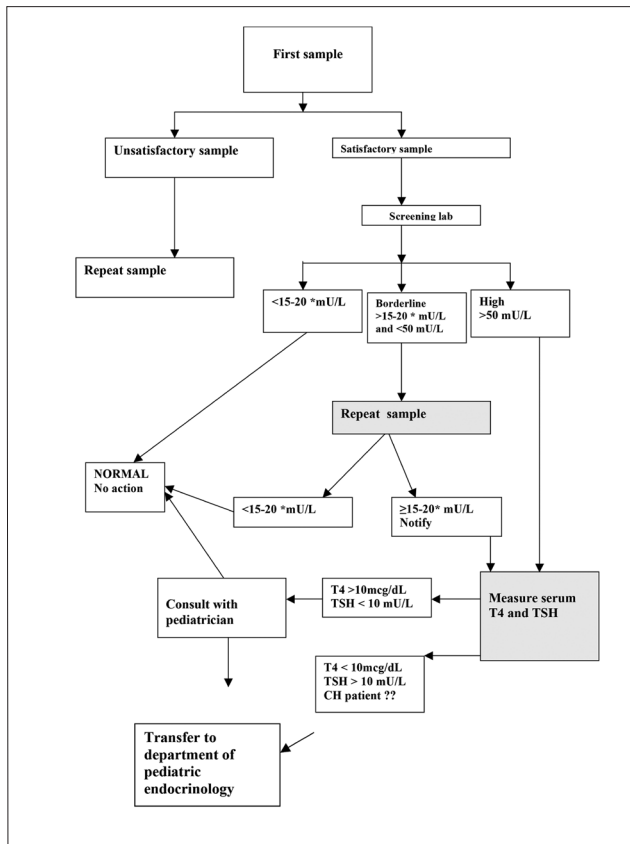 First sample
Unsatisfactory sample
Satisfactory sample
Screening lab
Repeat sample
<15-20 *mU/L
Borderline
>15-20 * mU/L
and <50 mU/L
High
>50 mU/L
Repeat sample
NORMAL
No action
<15-20 *mU/L
≥15-20* mU/L
Notify
Measure serum
T4 and TSH
T4 >10mcg/dL
TSH < 10 mU/L
Consult with
pediatrician
T4 < 10mcg/dL
TSH > 10 mU/L
CH patient ??
Transfer to
department of
pediatric
endocrinology